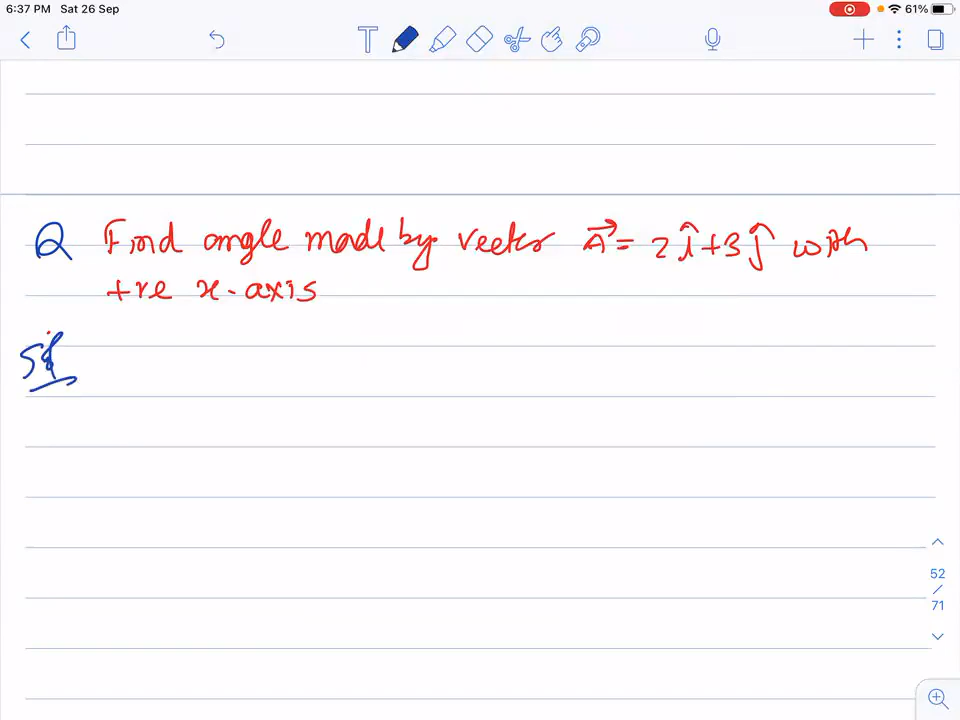 6:37 PM Sat 26 Sep
61%
T
Q Find angle made by vector A⃗ = 2î+3ĵ with
+ve x-axis
Sol
52
/
71